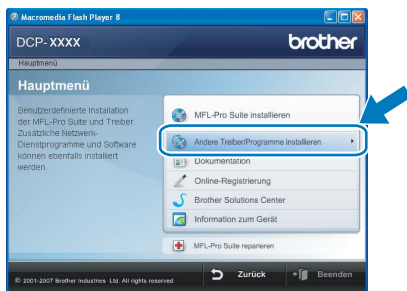 Macromedia Flash Player 8
DCP-XXXX
brother
Hauptmenü
Hauptmenü
Benutzerdefinierte Installation
der MFL-Pro Suite und Treiber.
Zusätzliche Netzwerk-
Dienstprogramme und Software
können ebenfalls installiert
werden.
MFL-Pro Suite installieren
Andere Treiber/Programme installieren
Dokumentation
Online-Registrierung
Brother Solutions Center
Information zum Gerät
MFL-Pro Suite reparieren
© 2001-2007 Brother Industries Ltd. All rights reserved
Zurück
Beenden